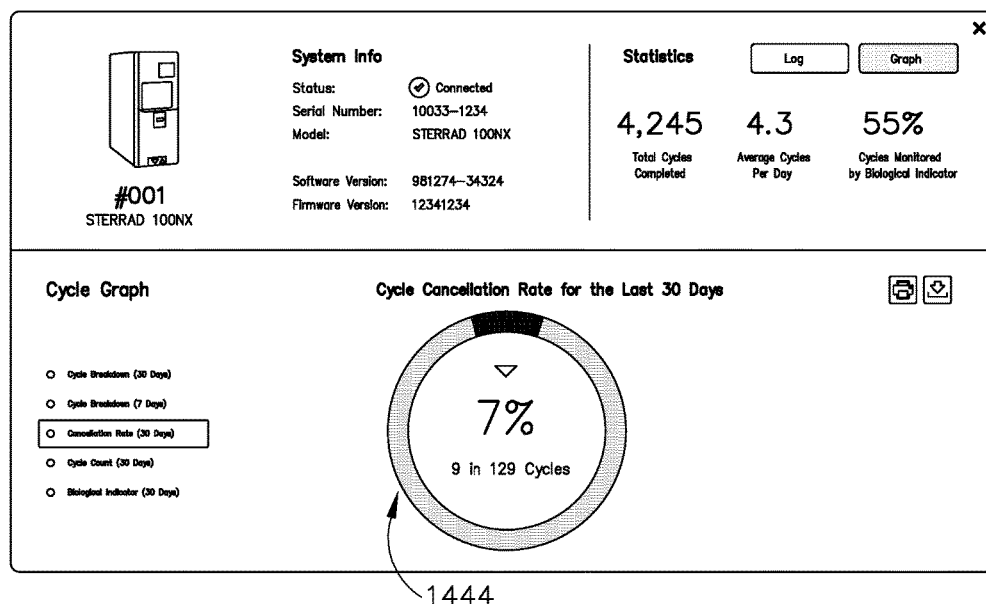 #001
STERRAD 100NX
System Info
Status: Connected
Serial Number: 10033-1234
Model: STERRAD 100NX
Software Version: 981274-34324
Firmware Version: 12341234
Statistics
Log
Graph
4,245
Total Cycles
Completed
4.3
Average Cycles
Per Day
55%
Cycles Monitored
by Biological Indicator
Cycle Graph
Cycle Breakdown (30 Days)
Cycle Breakdown (7 Days)
Cancellation Rate (30 Days)
Cycle Count (30 Days)
Biological Indicator (30 Days)
Cycle Cancellation Rate for the Last 30 Days
7%
9 in 129 Cycles
1444